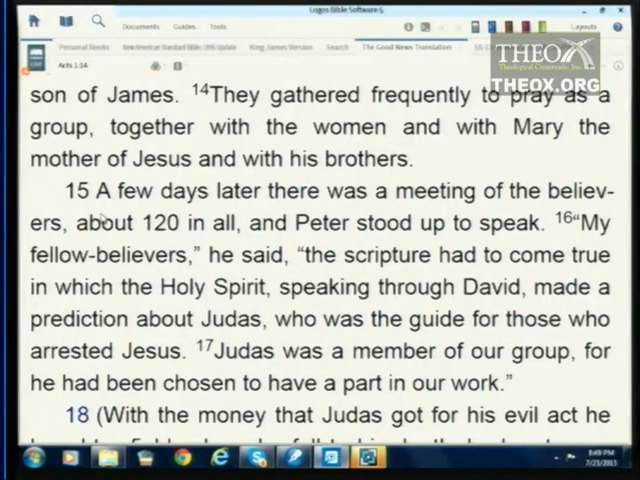 Logos Bible Software 5
Documents Guides Tools Layouts
Personal Books New American Standard Bible: 1995 Update King James Version Search The Good News Translation
Acts 1:14
THEOX
THEOX.ORG
son of James. 14They gathered frequently to pray as a
group, together with the women and with Mary the
mother of Jesus and with his brothers.
15 A few days later there was a meeting of the believ-
ers, about 120 in all, and Peter stood up to speak. 16“My
fellow-believers,” he said, “the scripture had to come true
in which the Holy Spirit, speaking through David, made a
prediction about Judas, who was the guide for those who
arrested Jesus. 17Judas was a member of our group, for
he had been chosen to have a part in our work.”
18 (With the money that Judas got for his evil act he
8:49 PM
7/23/2013